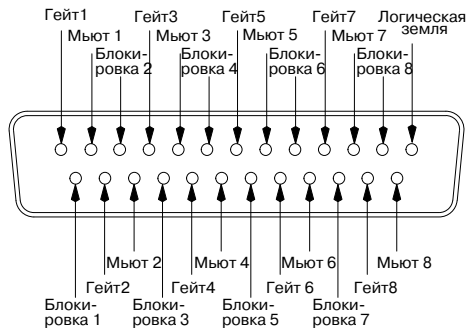 Гейт1 Гейт3 Гейт5 Гейт7 Логическая
земля
Мьют 1 Мьют 3 Мьют 5 Мьют 7
Блоки-
ровка 2
Блоки-
ровка 4
Блоки-
ровка 6
Блоки-
ровка 8
Мьют 2 Мьют 4 Мьют 6 Мьют 8
Гейт2 Гейт4 Гейт 6 Гейт8
Блоки-
ровка 1
Блоки-
ровка 3
Блоки-
ровка 5
Блоки-
ровка 7